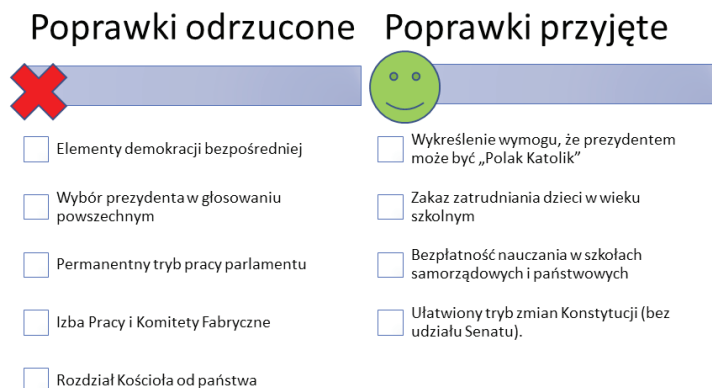 Poprawki odrzucone
Elementy demokracji bezpośredniej
Wybór prezydenta w głosowaniu
powszechnym
Permanentny tryb pracy parlamentu
Izba Pracy i Komitety Fabryczne
Rozdział Kościoła od państwa
Poprawki przyjęte
Wykreślenie wymogu, że prezydentem
może być „Polak Katolik”
Zakaz zatrudniania dzieci w wieku
szkolnym
Bezpłatność nauczania w szkołach
samorządowych i państwowych
Ułatwiony tryb zmian Konstytucji (bez
udziału Senatu).